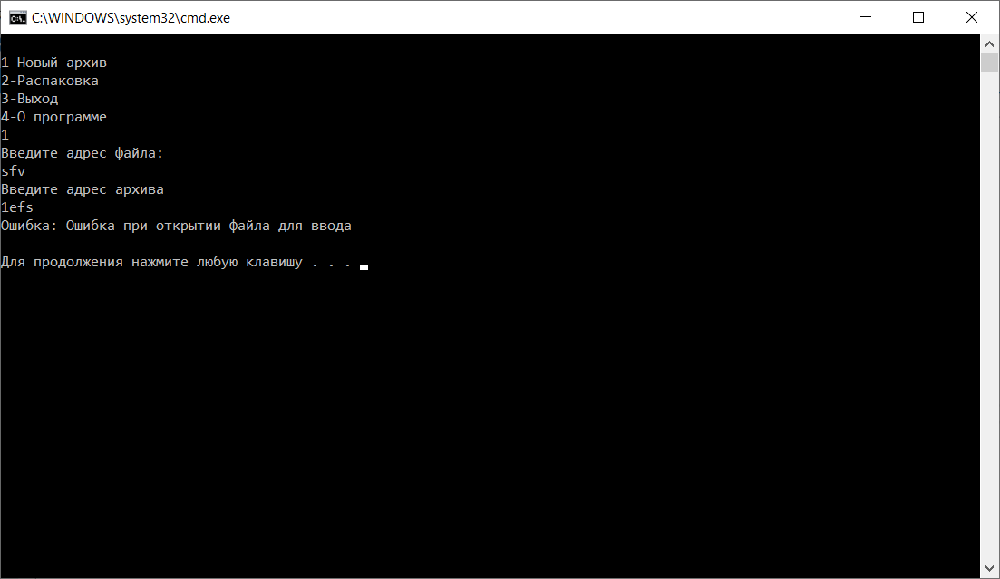 C:\WINDOWS\system32\cmd.exe
1-Новый архив
2-Распаковка
3-Выход
4-О программе
1
Введите адрес файла:
sfv
Введите адрес архива
1efs
Ошибка: Ошибка при открытии файла для ввода
Для продолжения нажмите любую клавишу . . .